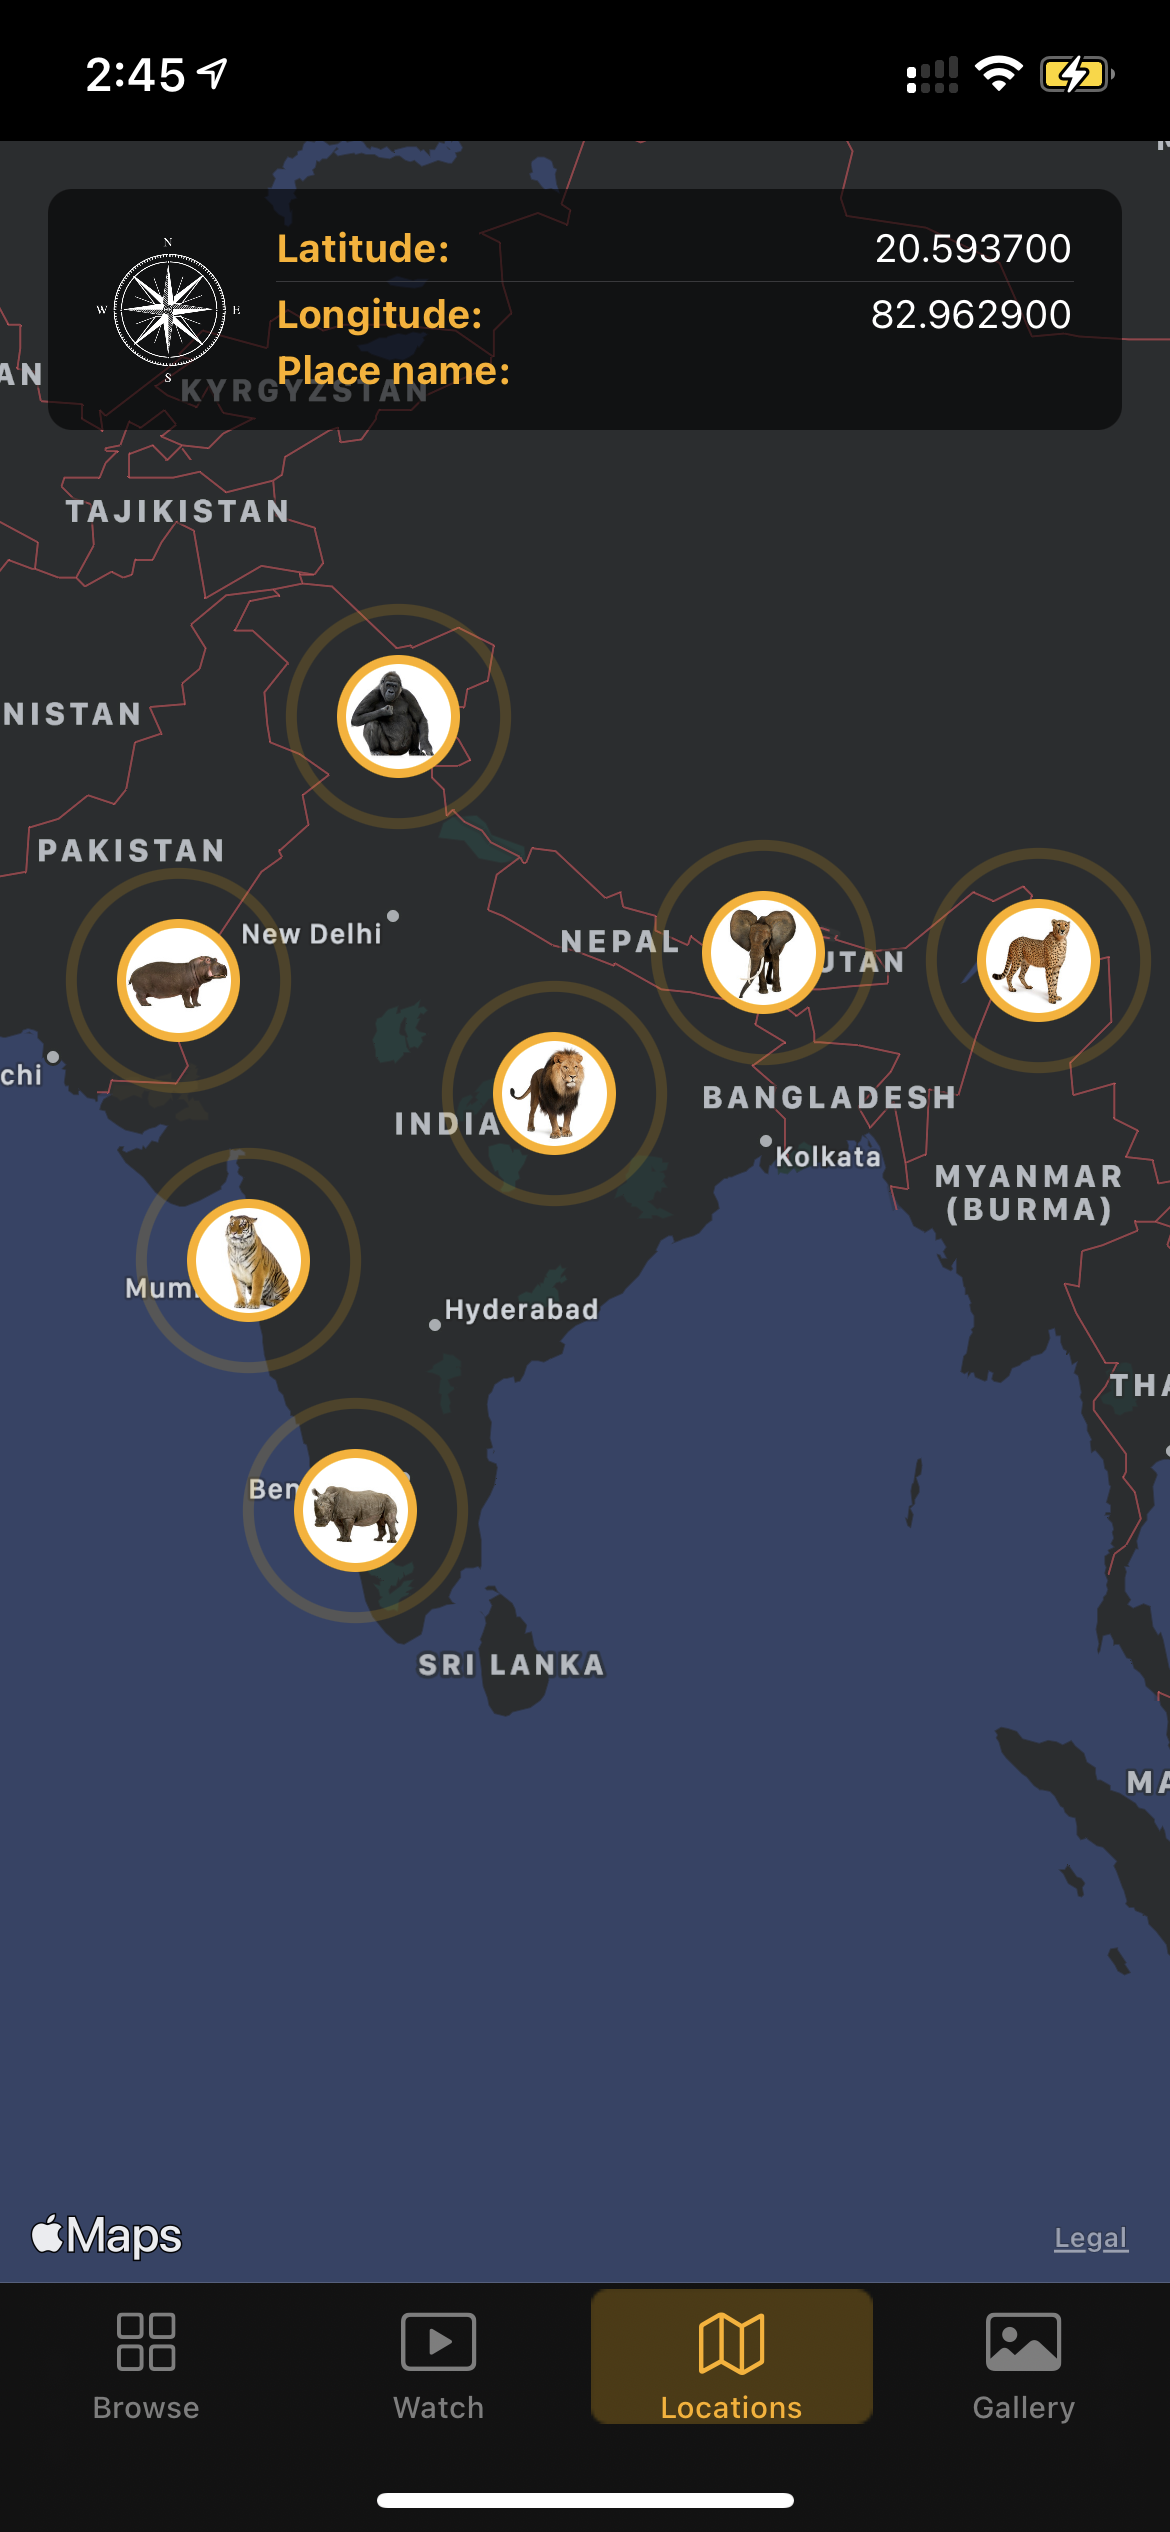 2:45
N
W E
S
Latitude: 20.593700
Longitude: 82.962900
Place name:
AN
KYRGYZSTAN
TAJIKISTAN
NISTAN
PAKISTAN
New Delhi
NEPAL
UTAN
chi
INDIA
BANGLADESH
Kolkata
MYANMAR
(BURMA)
Mum
Hyderabad
THA
Ben
SRI LANKA
MA
Maps
Legal
Browse
Watch
Locations
Gallery